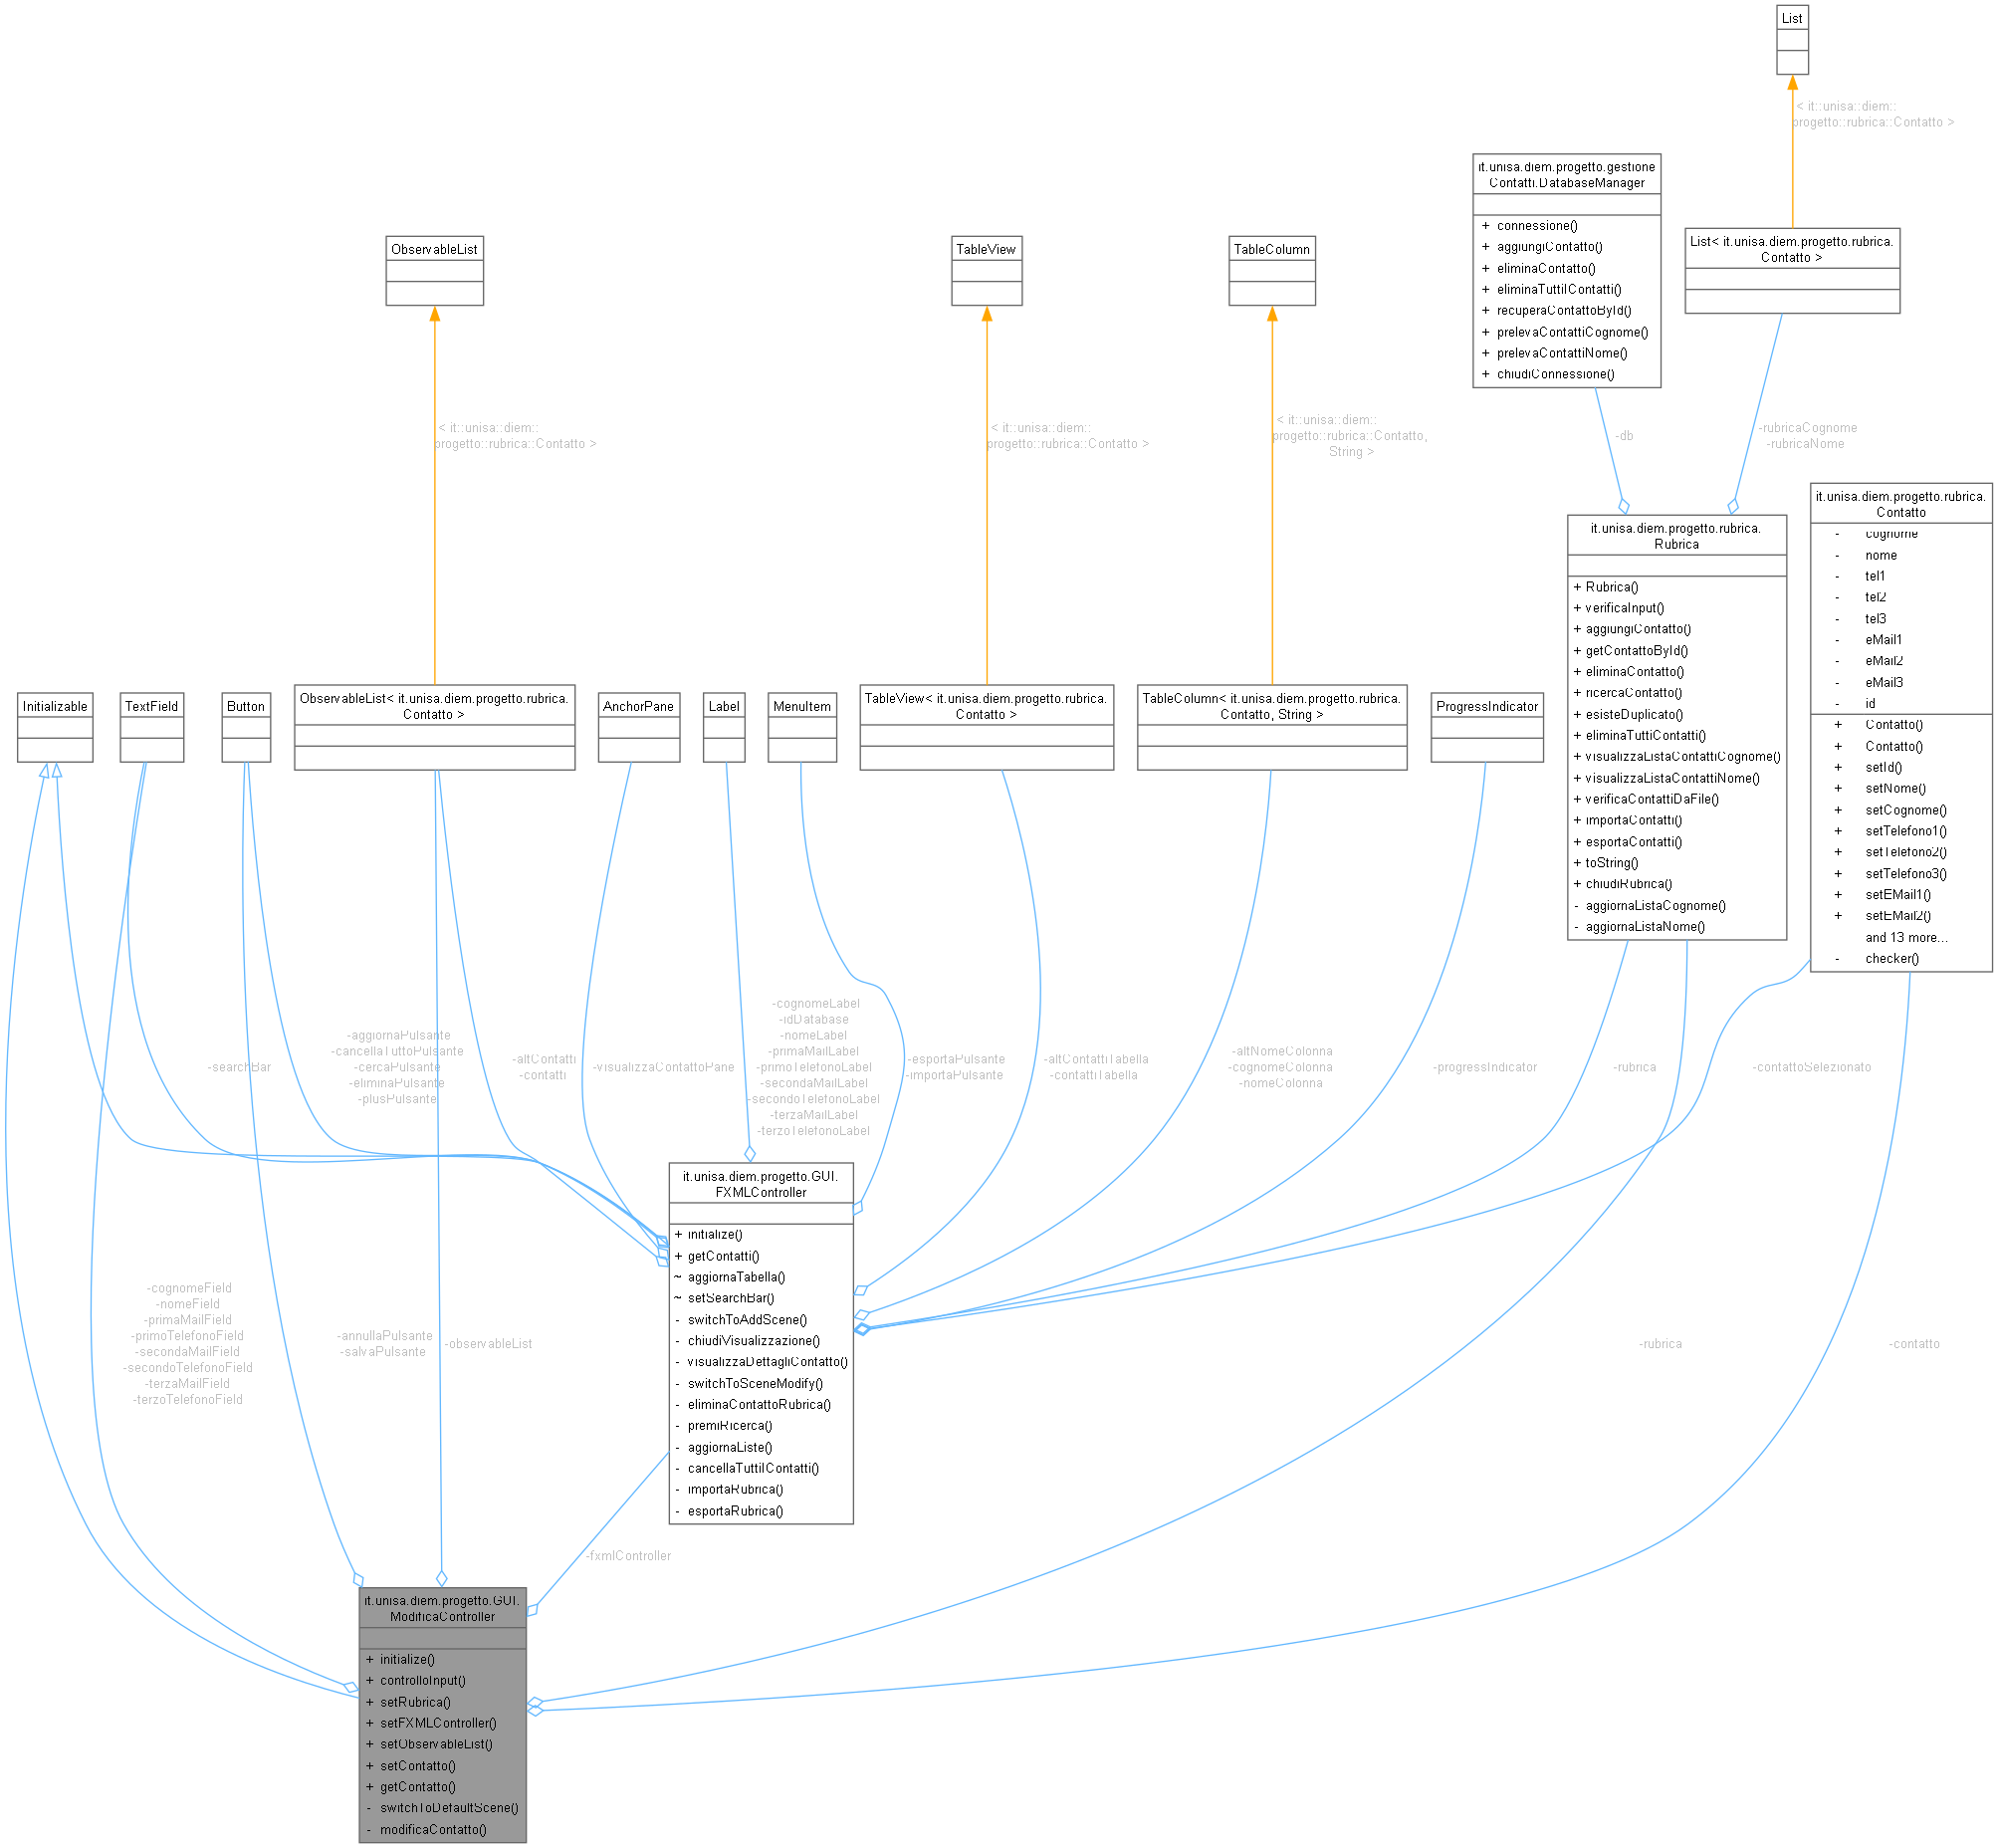 List
< it::unisa::diem::
progetto::rubrica::Contatto >
it.unisa.diem.progetto.gestione
Contatti.DatabaseManager
+ connessione()
+ aggiungiContatto()
+ eliminaContatto()
+ eliminaTuttiIContatti()
+ recuperaContattoById()
+ prelevaContattiCognome()
+ prelevaContattiNome()
+ chiudiConnessione()
List< it.unisa.diem.progetto.rubrica.
Contatto >
ObservableList
TableView
TableColumn
< it::unisa::diem::
progetto::rubrica::Contatto >
< it::unisa::diem::
progetto::rubrica::Contatto >
< it::unisa::diem::
progetto::rubrica::Contatto,
String >
-db
-rubricaCognome
-rubricaNome
it.unisa.diem.progetto.rubrica.
Contatto
- cognome
- nome
- tel1
- tel2
- tel3
- eMail1
- eMail2
- eMail3
- id
+ Contatto()
+ Contatto()
+ setId()
+ setNome()
+ setCognome()
+ setTelefono1()
+ setTelefono2()
+ setTelefono3()
+ setEMail1()
+ setEMail2()
and 13 more...
- checker()
it.unisa.diem.progetto.rubrica.
Rubrica
+ Rubrica()
+ verificaInput()
+ aggiungiContatto()
+ getContattoById()
+ eliminaContatto()
+ ricercaContatto()
+ esisteDuplicato()
+ eliminaTuttiContatti()
+ visualizzaListaContattiCognome()
+ visualizzaListaContattiNome()
+ verificaContattiDaFile()
+ importaContatti()
+ esportaContatti()
+ toString()
+ chiudiRubrica()
- aggiornaListaCognome()
- aggiornaListaNome()
Initializable
TextField
Button
ObservableList< it.unisa.diem.progetto.rubrica.
Contatto >
AnchorPane
Label
MenuItem
TableView< it.unisa.diem.progetto.rubrica.
Contatto >
TableColumn< it.unisa.diem.progetto.rubrica.
Contatto, String >
ProgressIndicator
-searchBar
-aggiornaPulsante
-cancellaTuttoPulsante
-cercaPulsante
-eliminaPulsante
-plusPulsante
-altContatti
-contatti
-visualizzaContattoPane
-cognomeLabel
-idDatabase
-nomeLabel
-primaMailLabel
-primoTelefonoLabel
-secondaMailLabel
-secondoTelefonoLabel
-terzaMailLabel
-terzoTelefonoLabel
-esportaPulsante
-importaPulsante
-altContattiTabella
-contattiTabella
-altNomeColonna
-cognomeColonna
-nomeColonna
-progressIndicator
-rubrica
-contattoSelezionato
it.unisa.diem.progetto.GUI.
FXMLController
+ initialize()
+ getContatti()
~ aggiornaTabella()
~ setSearchBar()
- switchToAddScene()
- chiudiVisualizzazione()
- visualizzaDettagliContatto()
- switchToSceneModify()
- eliminaContattoRubrica()
- premiRicerca()
- aggiornaListe()
- cancellaTuttiIContatti()
- importaRubrica()
- esportaRubrica()
-cognomeField
-nomeField
-primaMailField
-primoTelefonoField
-secondaMailField
-secondoTelefonoField
-terzaMailField
-terzoTelefonoField
-annullaPulsante
-salvaPulsante
-observableList
-rubrica
-contatto
-fxmlController
it.unisa.diem.progetto.GUI.
ModificaController
+ initialize()
+ controlloInput()
+ setRubrica()
+ setFXMLController()
+ setObservableList()
+ setContatto()
+ getContatto()
- switchToDefaultScene()
- modificaContatto()